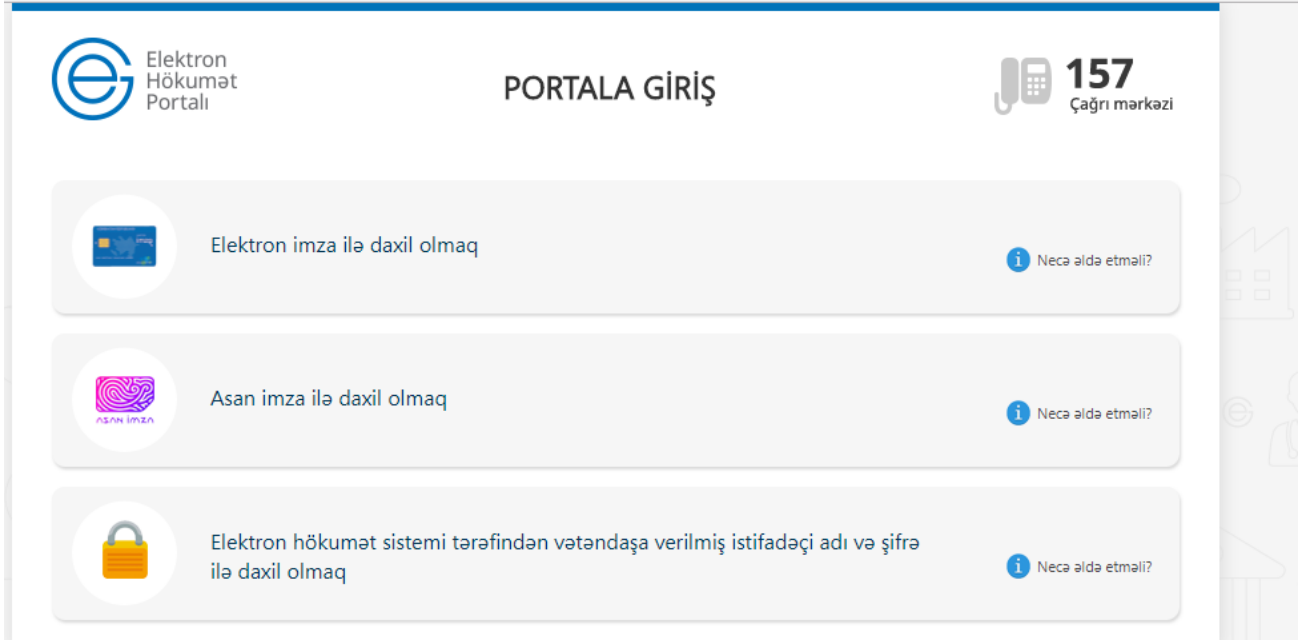 Elektron
Hökumət
Portalı
PORTALA GİRİŞ
157
Çağrı mərkəzi
Elektron imza ilə daxil olmaq
Necə əldə etməli?
Asan imza ilə daxil olmaq
ASAN İMZA
Necə əldə etməli?
Elektron hökumət sistemi tərəfindən vətəndaşa verilmiş istifadəçi adı və şifrə
ilə daxil olmaq
Necə əldə etməli?